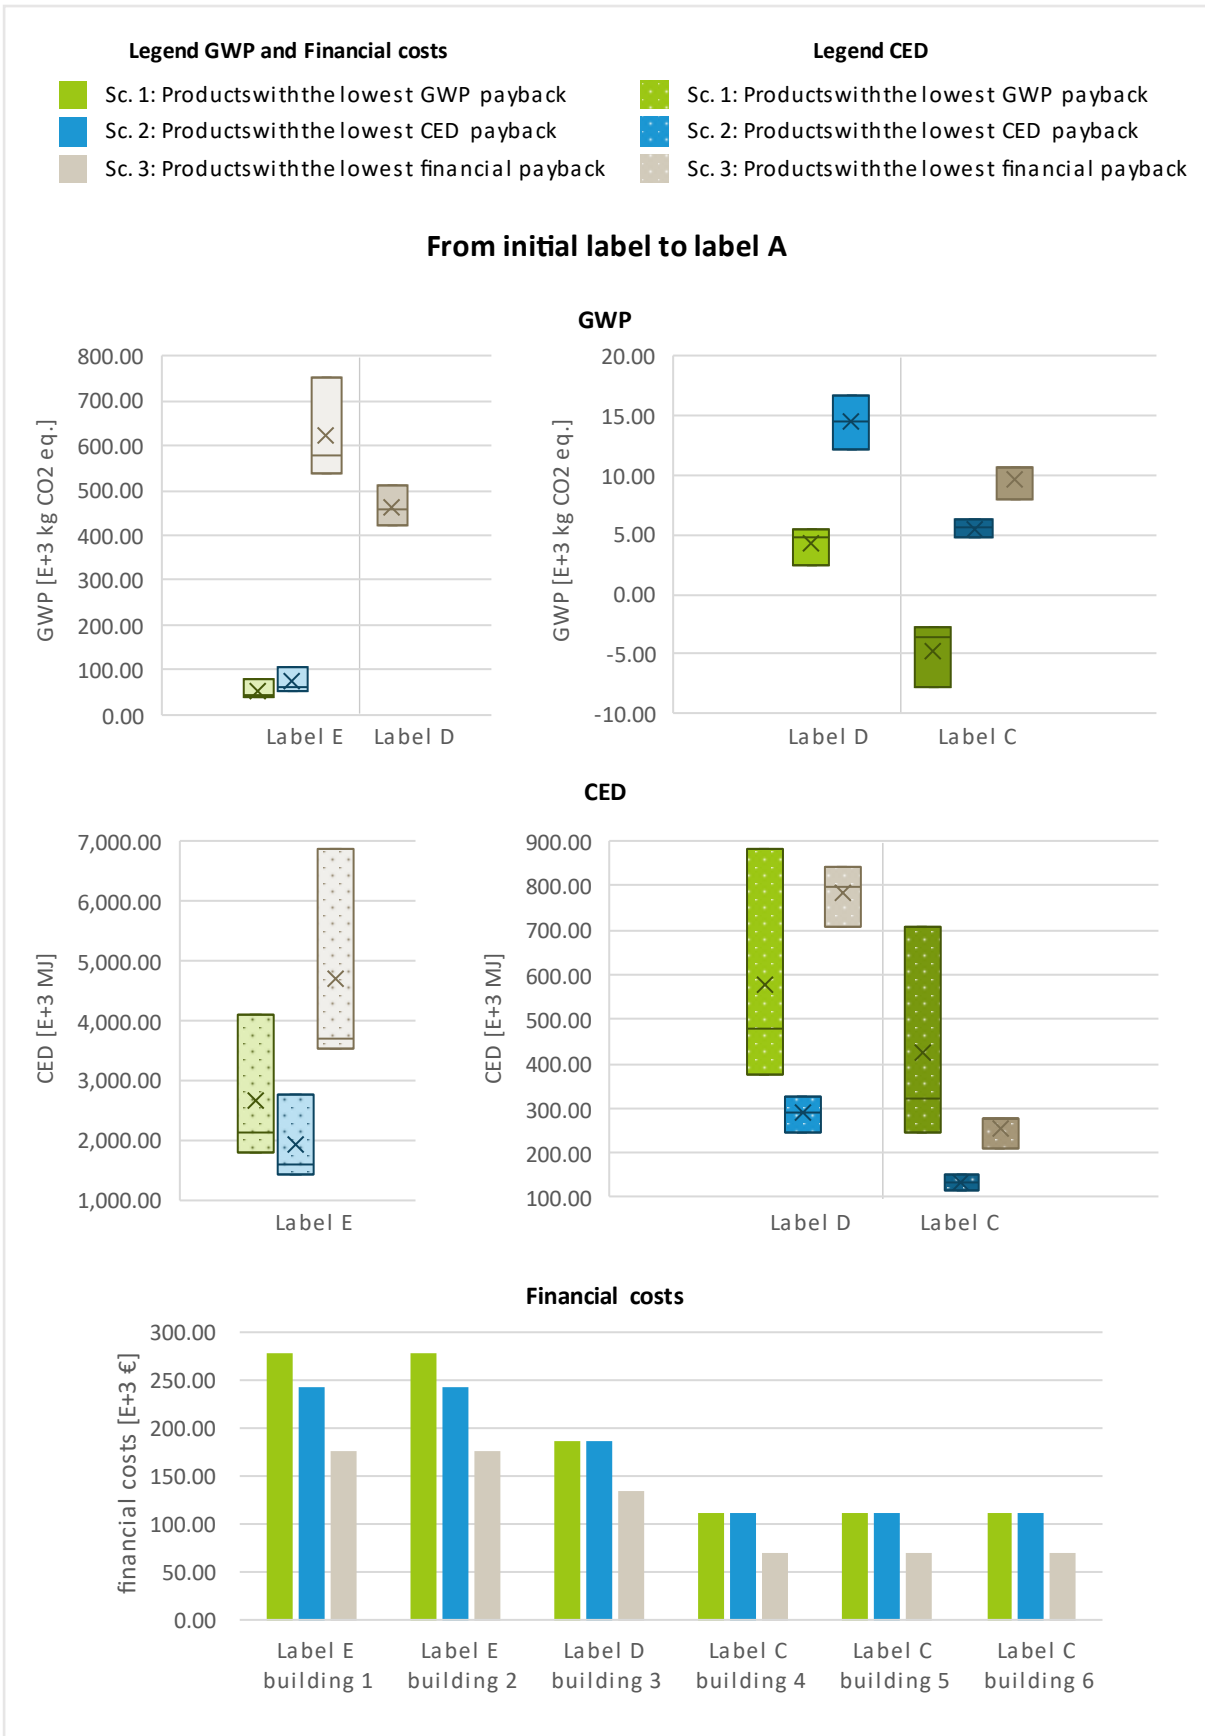 Legend GWP and Financial costs
Legend CED
Sc. 1: Productswiththe lowest GWP payback
Sc. 1: Productswiththe lowest GWP payback
Sc. 2: Productswiththe lowest CED payback
Sc. 2: Productswiththe lowest CED payback
Sc. 3: Productswiththe lowest financial payback
Sc. 3: Productswiththe lowest financial payback
From initial label to label A
GWP
GWP [E+3 kg CO2 eq.]
800.00
700.00
600.00
500.00
400.00
300.00
200.00
100.00
0.00
Label E
Label D
GWP [E+3 kg CO2 eq.]
20.00
15.00
10.00
5.00
0.00
-5.00
-10.00
Label D
Label C
CED
CED [E+3 MJ]
7,000.00
6,000.00
5,000.00
4,000.00
3,000.00
2,000.00
1,000.00
Label E
CED [E+3 MJ]
900.00
800.00
700.00
600.00
500.00
400.00
300.00
200.00
100.00
Label D
Label C
Financial costs
financial costs [E+3 €]
300.00
250.00
200.00
150.00
100.00
50.00
0.00
Label E
building 1
Label E
building 2
Label D
building 3
Label C
building 4
Label C
building 5
Label C
building 6